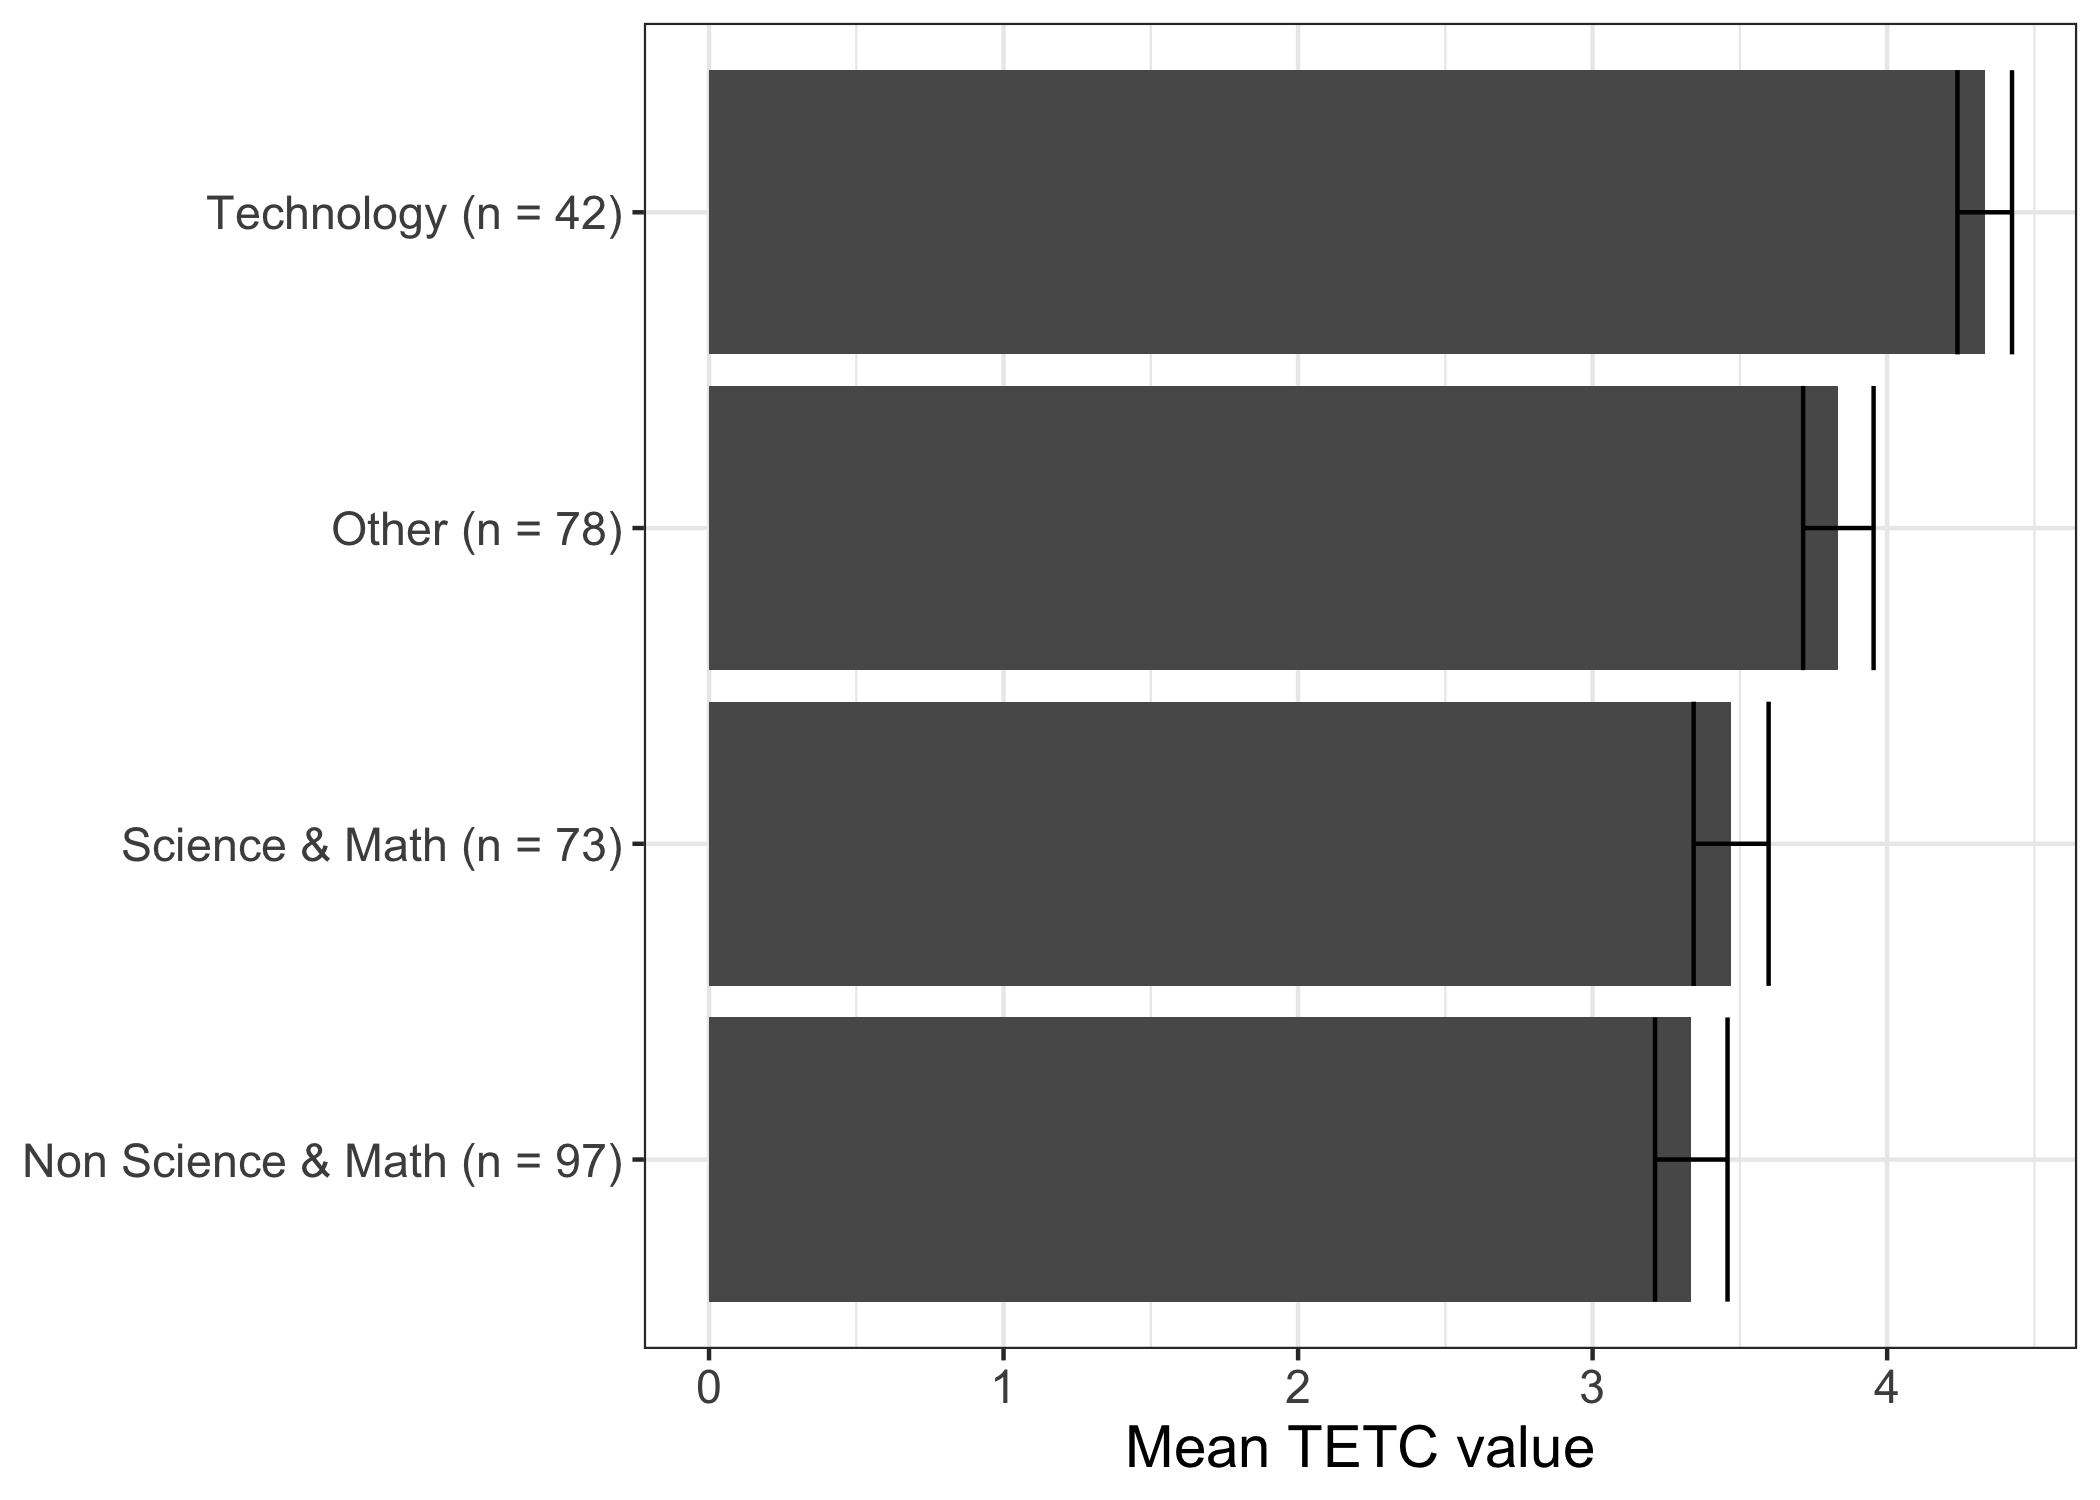 Technology (n = 42)
Other (n = 78)
Science & Math (n = 73)
Non Science & Math (n = 97)
0 1 2 3 4
Mean TETC value